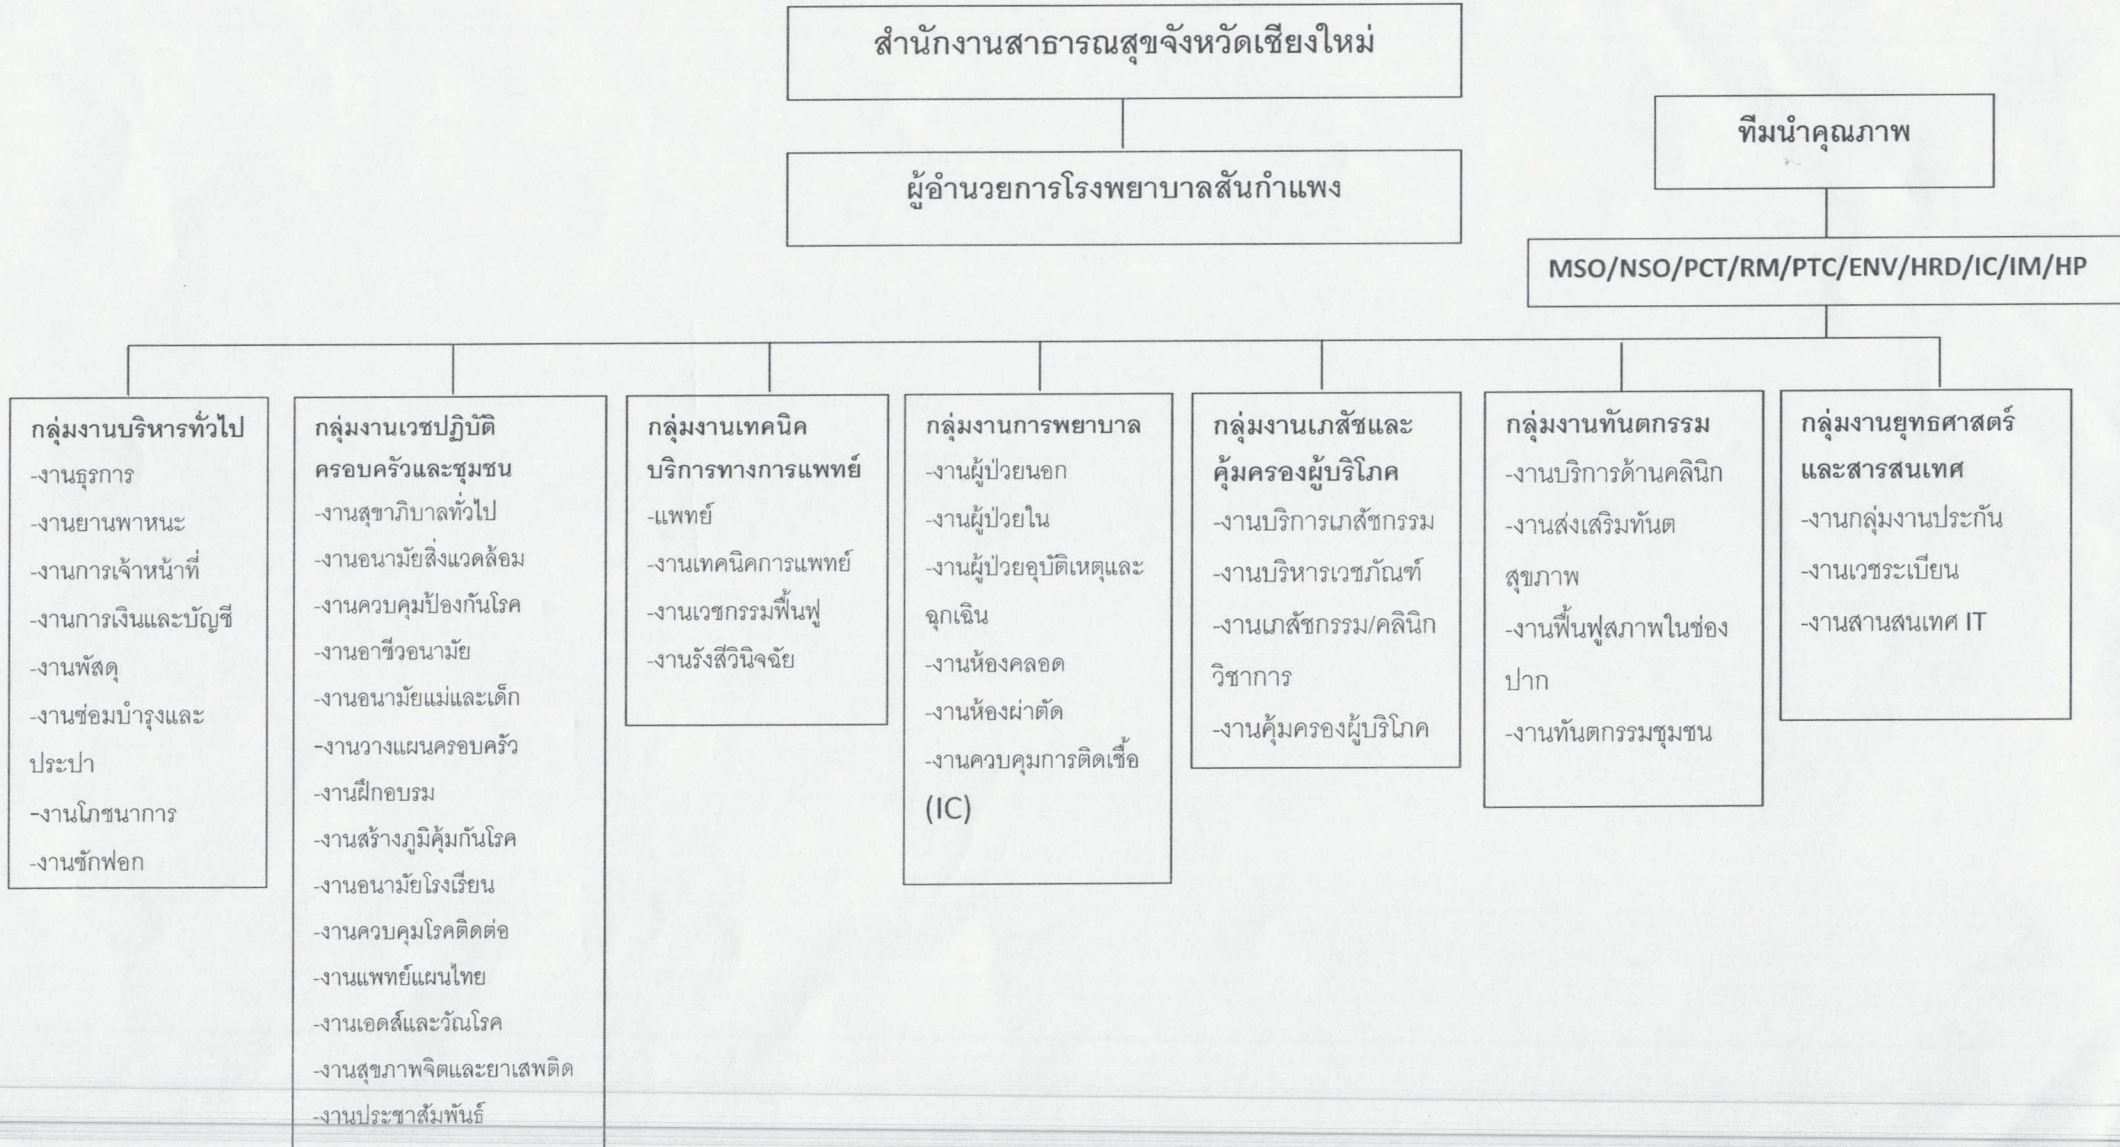 สำนักงานสาธารณสุขจังหวัดเชียงใหม่
ผู้อำนวยการโรงพยาบาลสันกำแพง
ทีมนำคุณภาพ
MSO/NSO/PCT/RM/PTC/ENV/HRD/IC/IM/HP
กลุ่มงานบริหารทั่วไป
-งานธุรการ
-งานยานพาหนะ
-งานการเจ้าหน้าที่
-งานการเงินและบัญชี
-งานพัสดุ
-งานซ่อมบำรุงและ
ประปา
-งานโภชนาการ
-งานซักฟอก
กลุ่มงานเวชปฏิบัติ
ครอบครัวและชุมชน
-งานสุขาภิบาลทั่วไป
-งานอนามัยสิ่งแวดล้อม
-งานควบคุมป้องกันโรค
-งานอาชีวอนามัย
-งานอนามัยแม่และเด็ก
-งานวางแผนครอบครัว
-งานฝึกอบรม
-งานสร้างภูมิคุ้มกันโรค
-งานอนามัยโรงเรียน
-งานควบคุมโรคติดต่อ
-งานแพทย์แผนไทย
-งานเอดส์และวัณโรค
-งานสุขภาพจิตและยาเสพติด
-งานประชาสัมพันธ์
กลุ่มงานเทคนิค
บริการทางการแพทย์
-แพทย์
-งานเทคนิคการแพทย์
-งานเวชกรรมฟื้นฟู
-งานรังสีวินิจฉัย
กลุ่มงานการพยาบาล
-งานผู้ป่วยนอก
-งานผู้ป่วยใน
-งานผู้ป่วยอุบัติเหตุและ
ฉุกเฉิน
-งานห้องคลอด
-งานห้องผ่าตัด
-งานควบคุมการติดเชื้อ
(IC)
กลุ่มงานเภสัชและ
คุ้มครองผู้บริโภค
-งานบริการเภสัชกรรม
-งานบริหารเวชภัณฑ์
-งานเภสัชกรรม/คลินิก
วิชาการ
-งานคุ้มครองผู้บริโภค
กลุ่มงานทันตกรรม
-งานบริการด้านคลินิก
-งานส่งเสริมทันต
สุขภาพ
-งานฟื้นฟูสภาพในช่อง
ปาก
-งานทันตกรรมชุมชน
กลุ่มงานยุทธศาสตร์
และสารสนเทศ
-งานกลุ่มงานประกัน
-งานเวชระเบียน
-งานสานสนเทศ IT